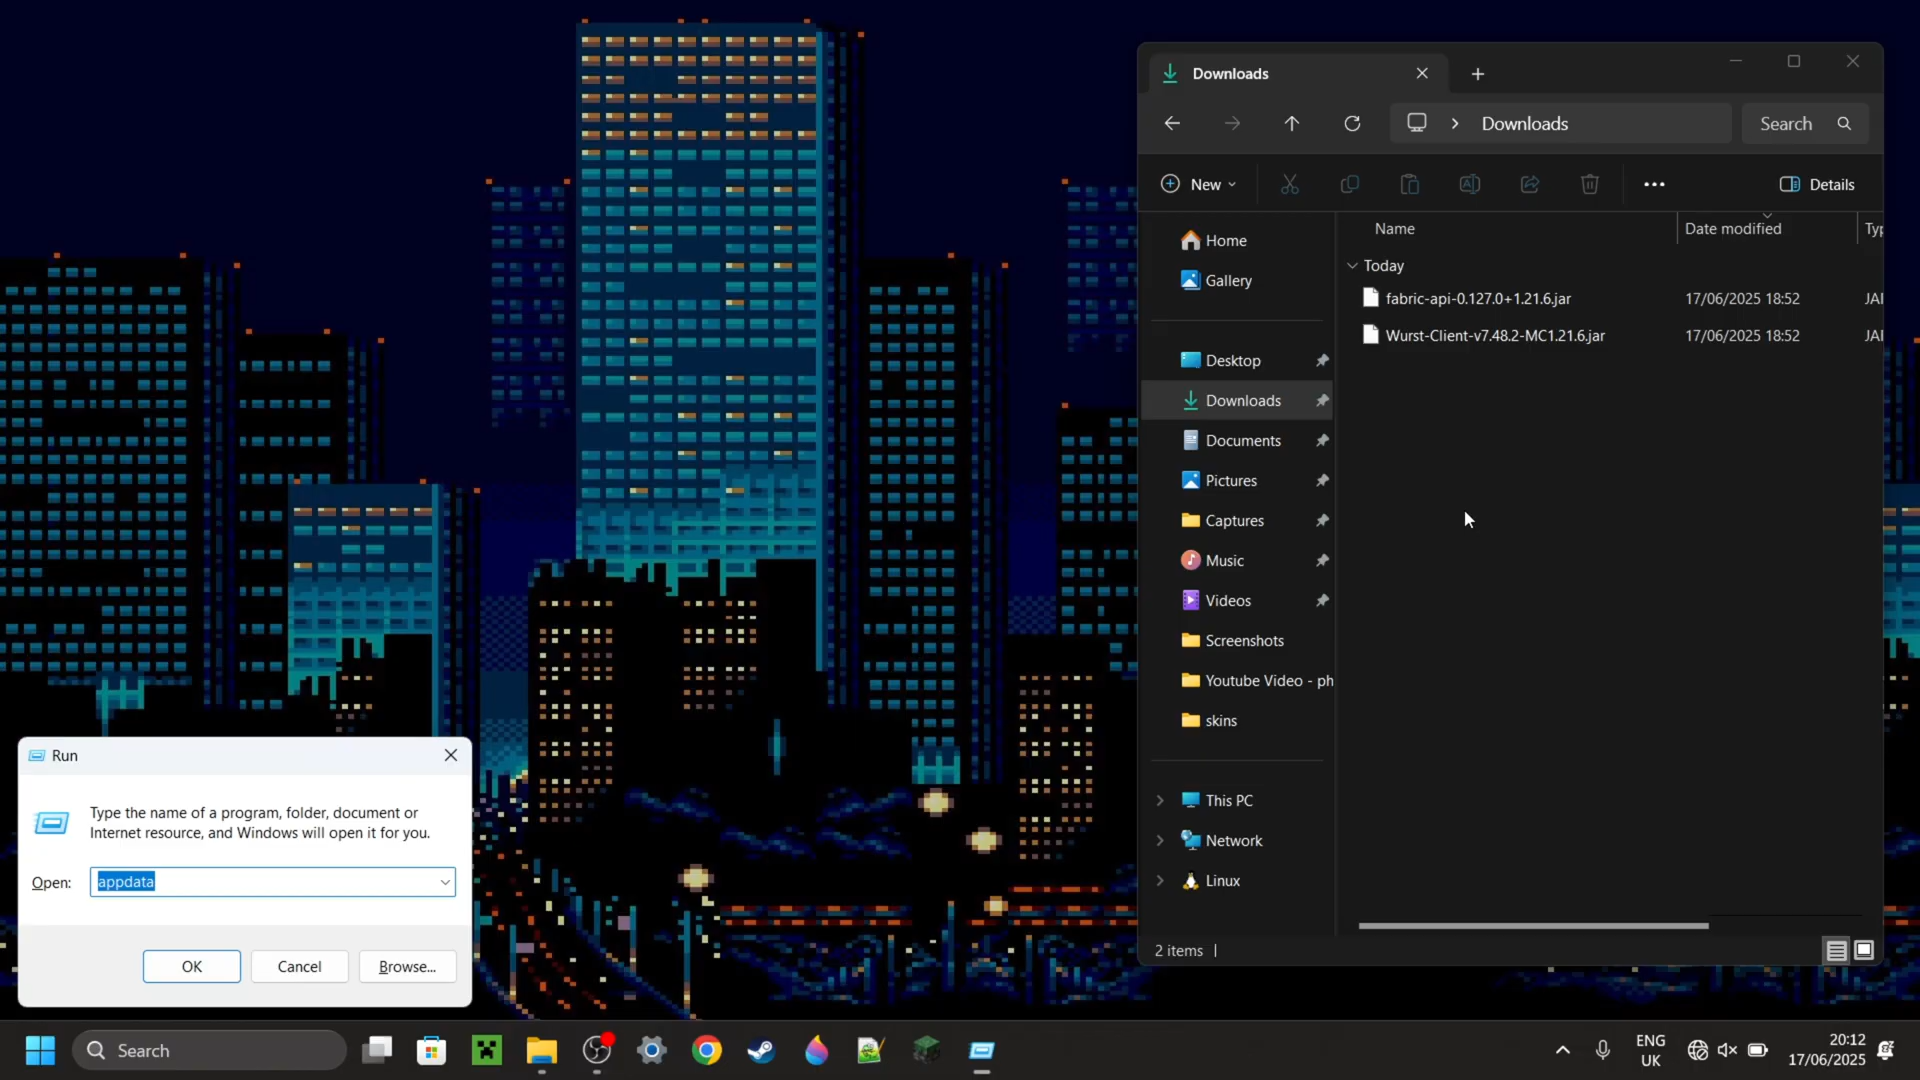 Downloads
Downloads
Search
New
Details
Name
Date modified
Typ
Today
fabric-api-0.127.0+1.21.6.jar
17/06/2025 18:52
JAI
Wurst-Client-v7.48.2-MC1.21.6.jar
17/06/2025 18:52
JAI
Home
Gallery
Desktop
Downloads
Documents
Pictures
Captures
Music
Videos
Screenshots
Youtube Video - ph
skins
This PC
Network
Linux
2 items
Run
Type the name of a program, folder, document or
Internet resource, and Windows will open it for you.
Open:
appdata
OK
Cancel
Browse...
Search
ENG
UK
20:12
17/06/2025